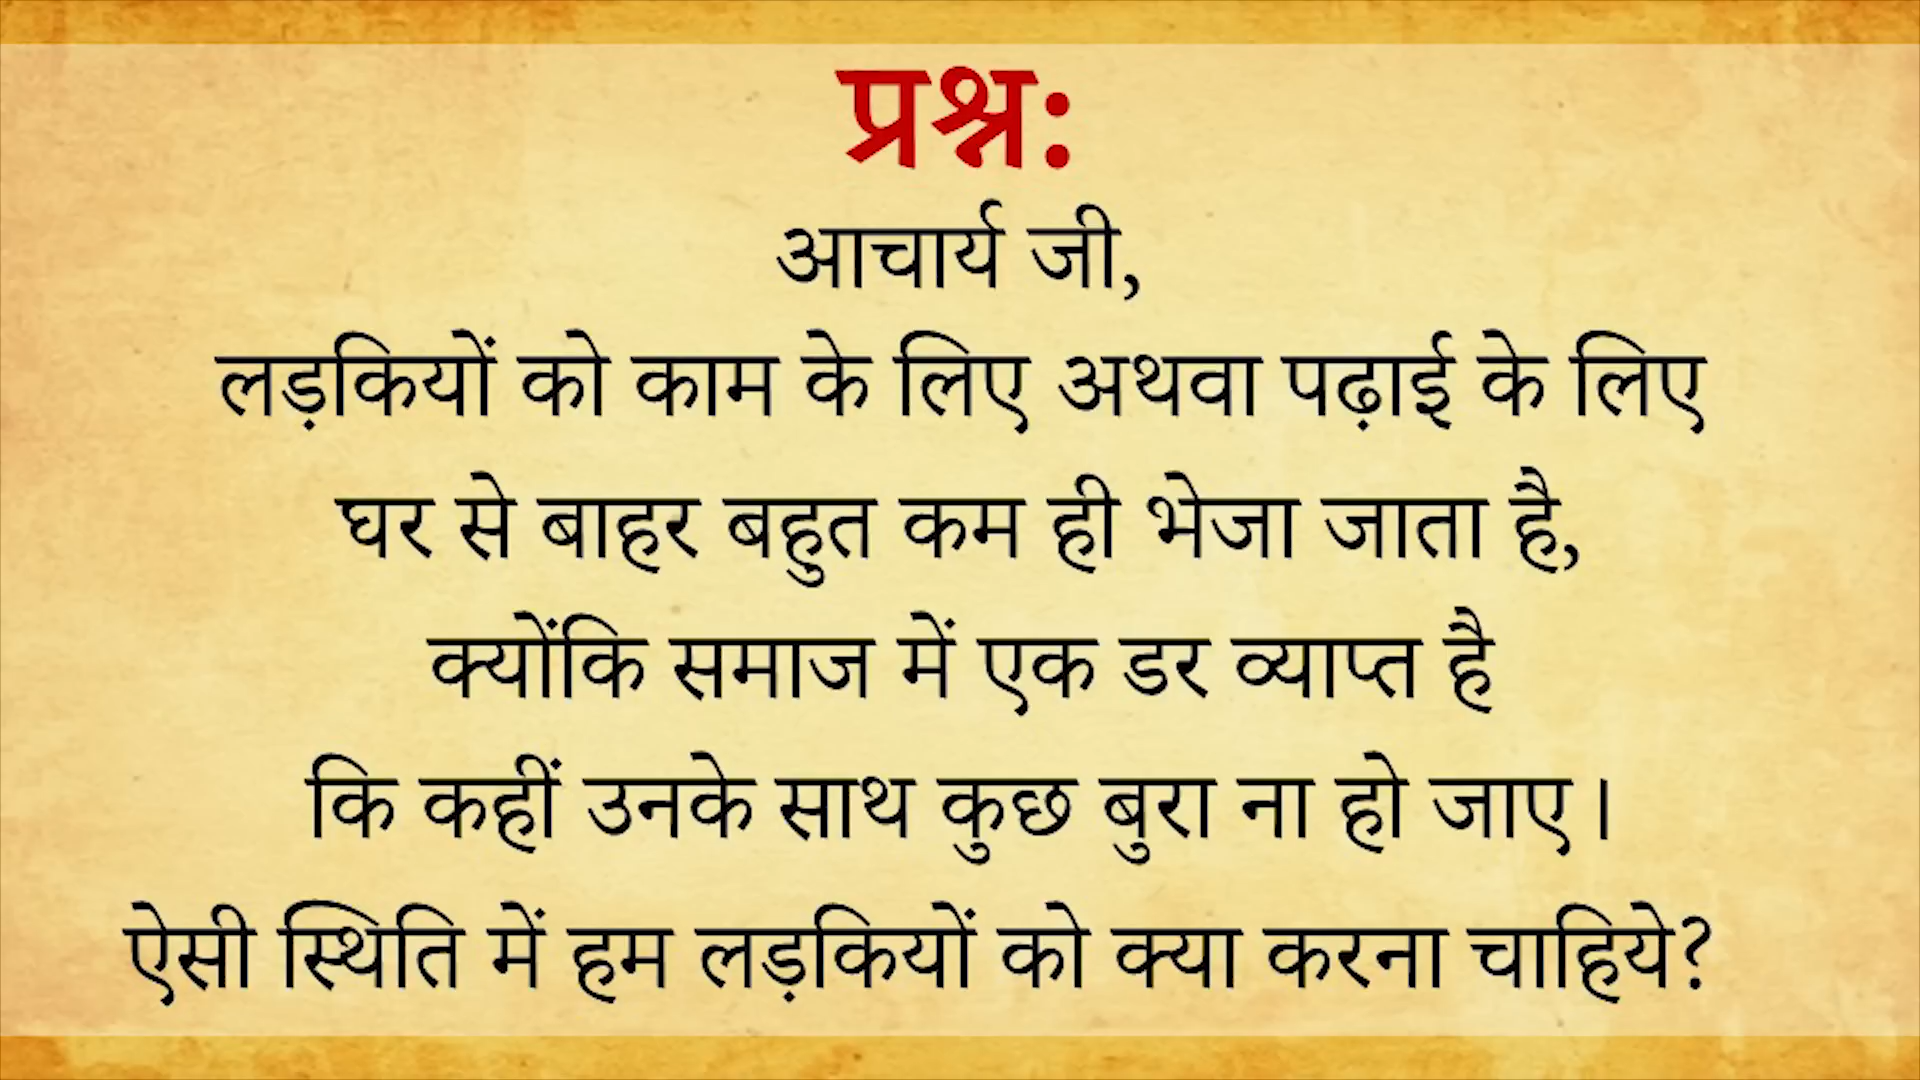 प्रश्न:
आचार्य जी,
लड़कियों को काम के लिए अथवा पढ़ाई के लिए
घर से बाहर बहुत कम ही भेजा जाता है,
क्योंकि समाज में एक डर व्याप्त है
कि कहीं उनके साथ कुछ बुरा ना हो जाए।
ऐसी स्थिति में हम लड़कियों को क्या करना चाहिये?